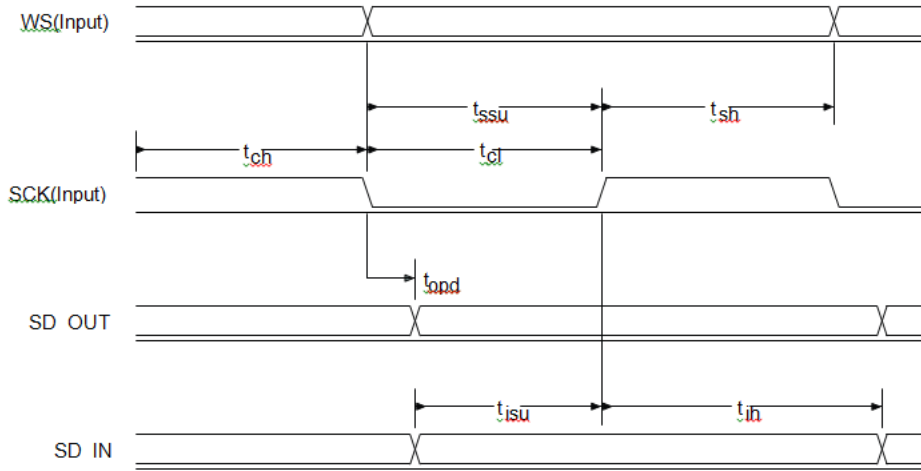 WS(Input)
tssu
tsh
tch
tcl
SCK(Input)
topd
SD OUT
tisu
tih
SD IN